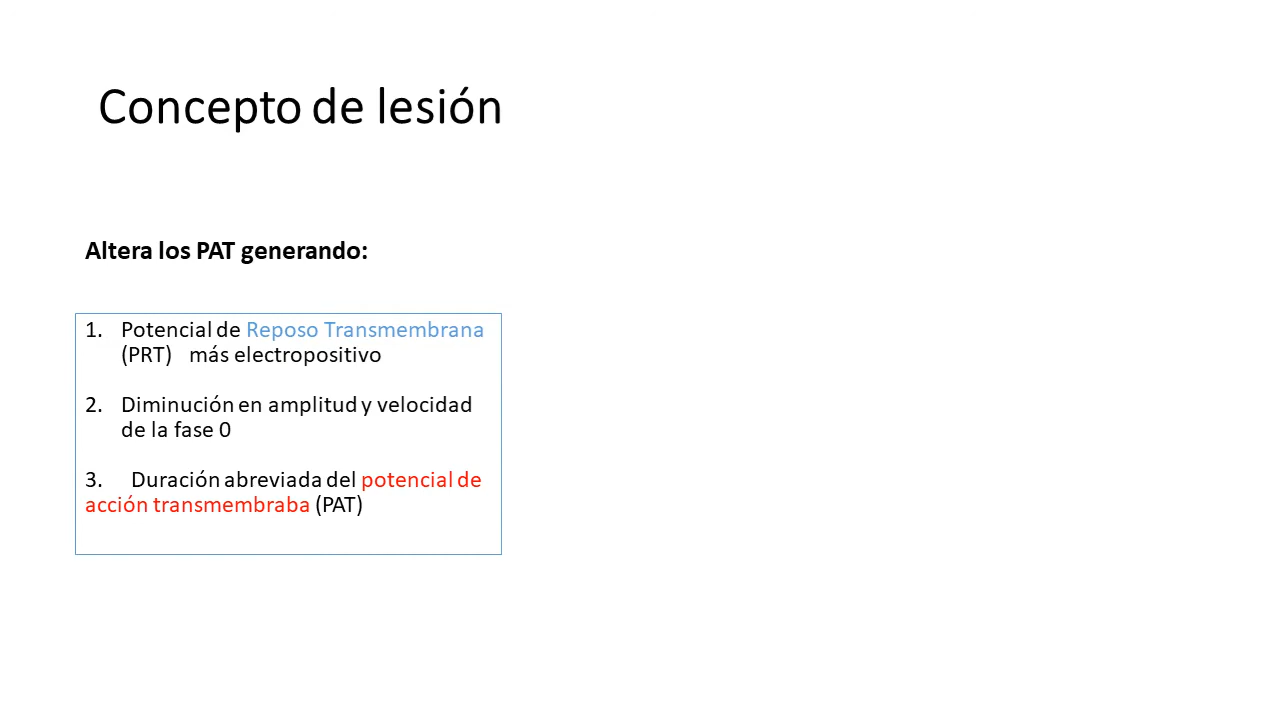 Concepto de lesión
Altera los PAT generando:
1. Potencial de Reposo Transmembrana
(PRT) más electropositivo
2. Diminución en amplitud y velocidad
de la fase 0
3. Duración abreviada del potencial de
acción transmembraba (PAT)